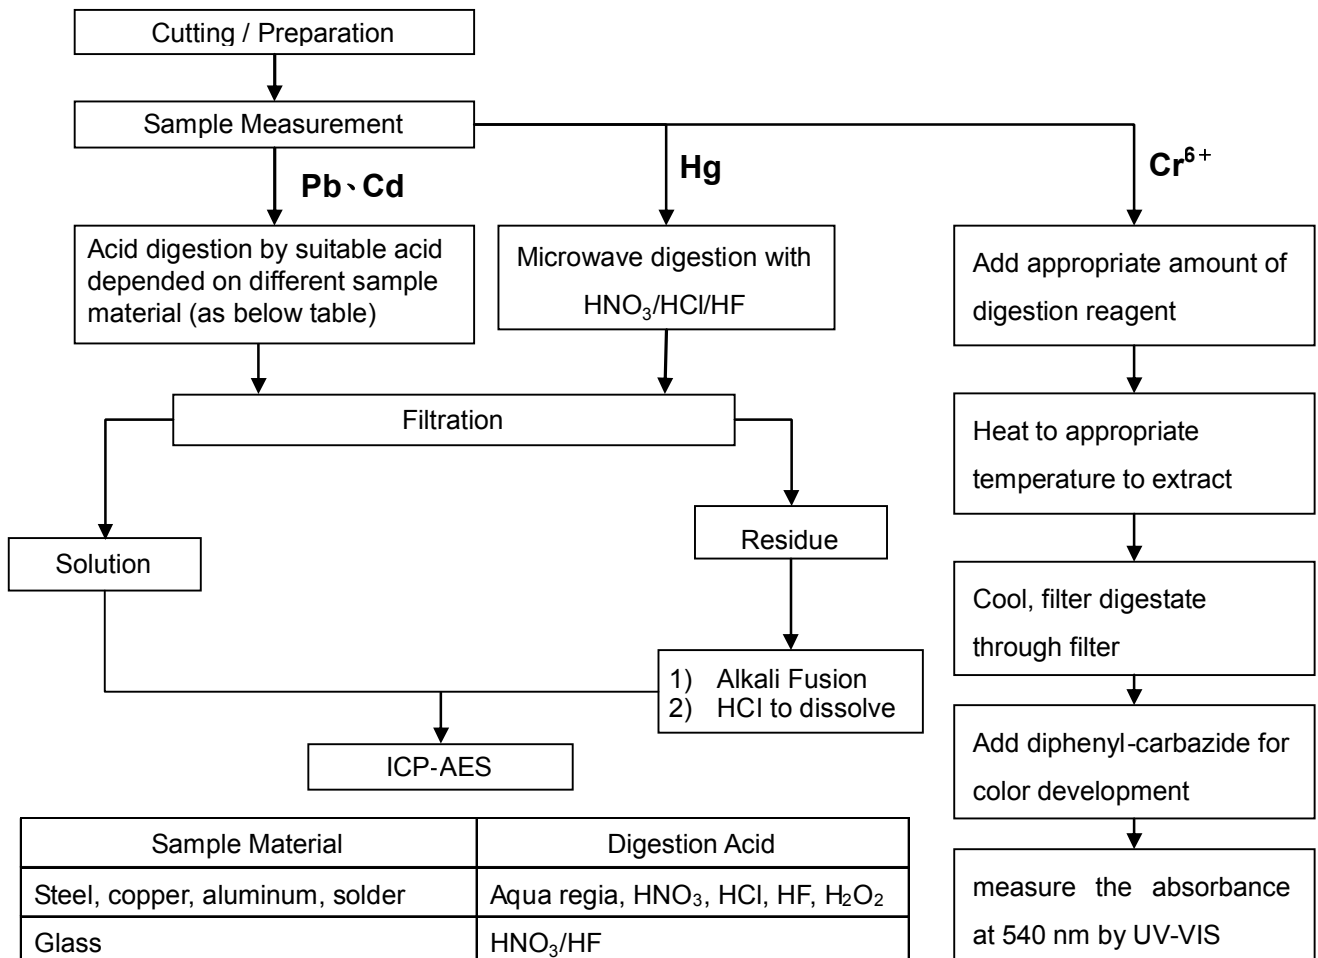 Cutting / Preparation
Sample Measurement
Pb、Cd
Hg
Cr⁶⁺
Acid digestion by suitable acid
depended on different sample
material (as below table)
Microwave digestion with
HNO₃/HCl/HF
Add appropriate amount of
digestion reagent
Filtration
Heat to appropriate
temperature to extract
Solution
Residue
Cool, filter digestate
through filter
1) Alkali Fusion
2) HCl to dissolve
ICP-AES
Add diphenyl-carbazide for
color development
measure the absorbance
at 540 nm by UV-VIS
Sample Material Digestion Acid
Steel, copper, aluminum, solder Aqua regia, HNO₃, HCl, HF, H₂O₂
Glass HNO₃/HF